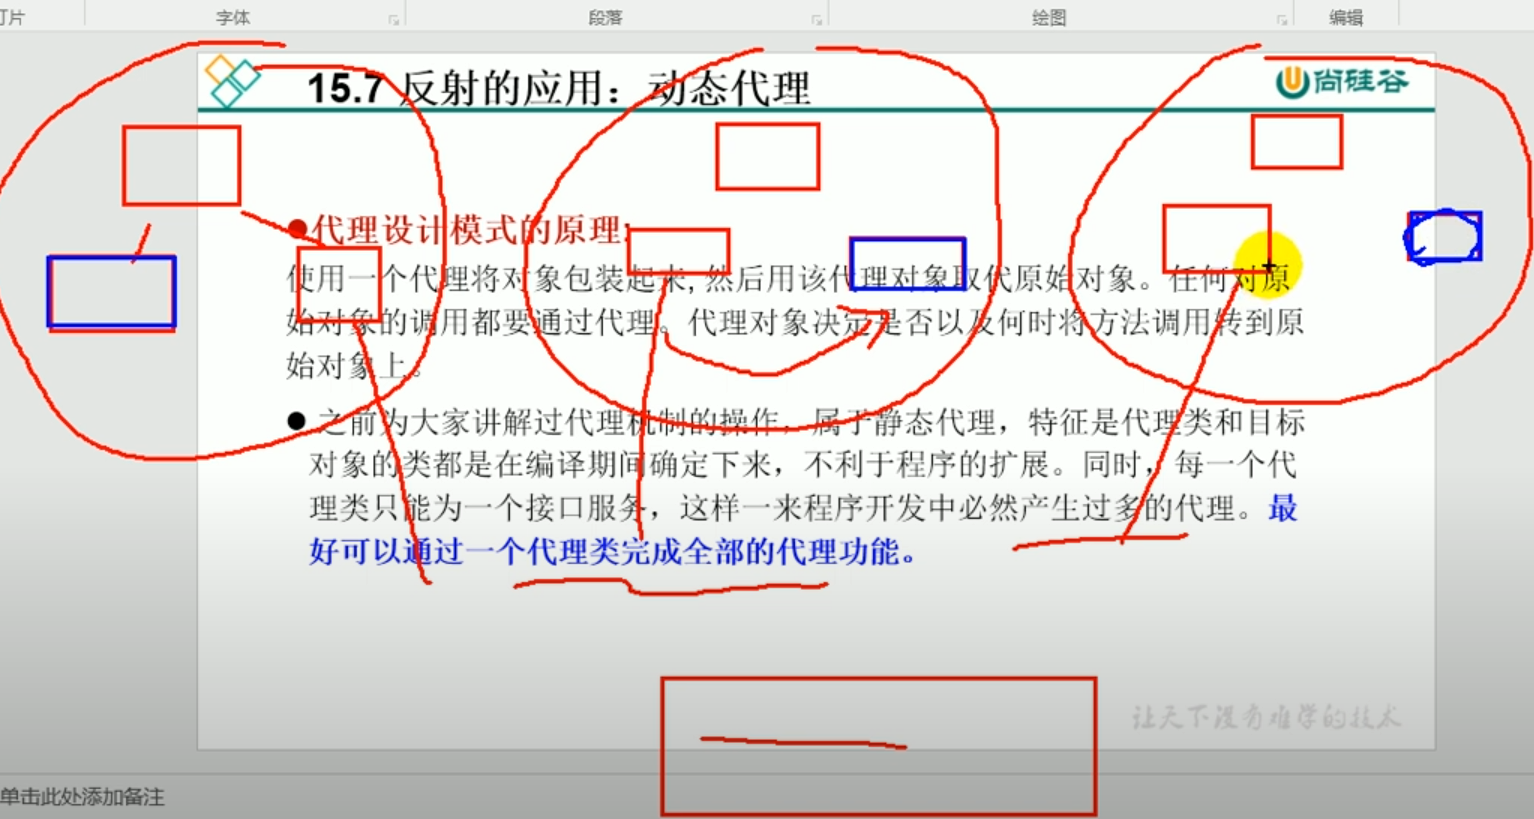 灯片 字体 段落 绘图 编辑
15.7 反射的应用：动态代理
尚硅谷
●代理设计模式的原理:
使用一个代理将对象包装起来, 然后用该代理对象取代原始对象。任何对原
始对象的调用都要通过代理。代理对象决定是否以及何时将方法调用转到原
始对象上。
● 之前为大家讲解过代理机制的操作，属于静态代理，特征是代理类和目标
对象的类都是在编译期间确定下来，不利于程序的扩展。同时，每一个代
理类只能为一个接口服务，这样一来程序开发中必然产生过多的代理。最
好可以通过一个代理类完成全部的代理功能。
让天下没有难学的技术
单击此处添加备注